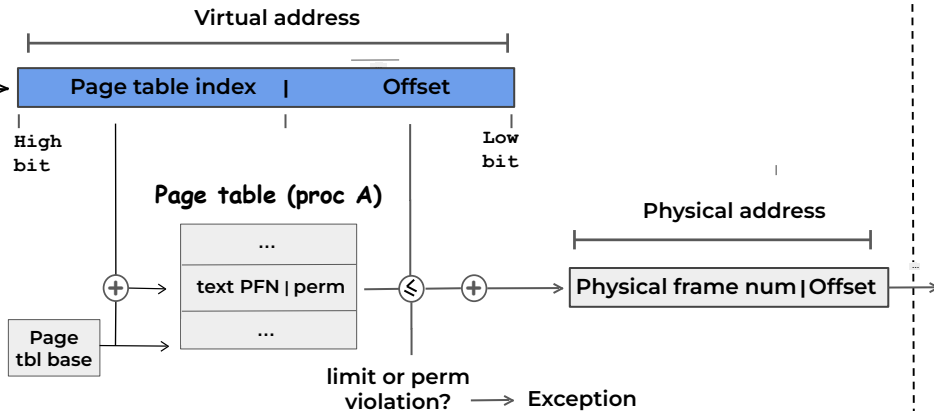 Virtual address
Page table index | Offset
High
bit
Low
bit
Page table (proc A)
Physical address
...
text PFN | perm
...
+
≤
+
Physical frame num | Offset
Page
tbl base
limit or perm
violation?
Exception